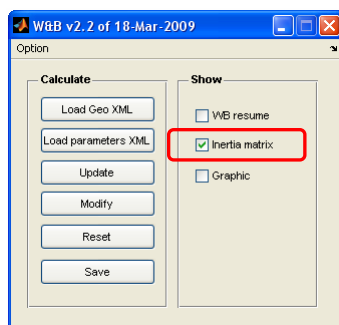 W&B v2.2 of 18-Mar-2009
Option
Calculate
Load Geo XML
Load parameters XML
Update
Modify
Reset
Save
Show
WB resume
Inertia matrix
Graphic